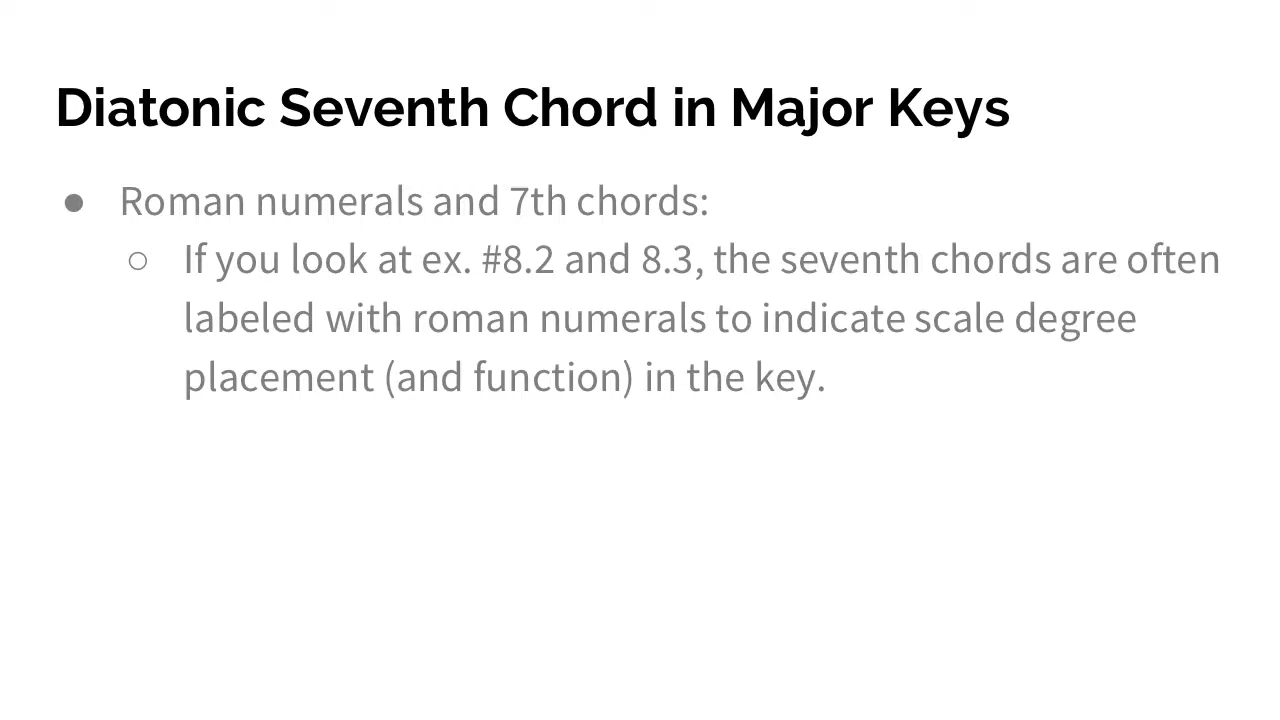 Diatonic Seventh Chord in Major Keys
● Roman numerals and 7th chords:
○ If you look at ex. #8.2 and 8.3, the seventh chords are often
labeled with roman numerals to indicate scale degree
placement (and function) in the key.